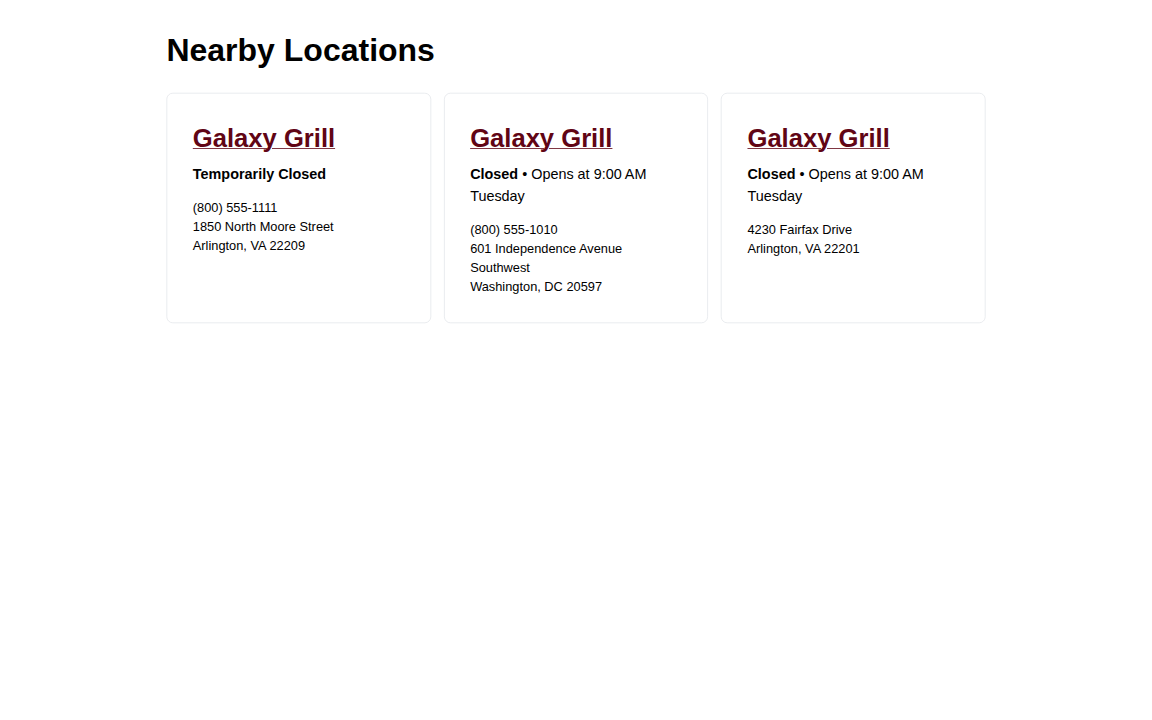 Nearby Locations
Galaxy Grill
Temporarily Closed
(800) 555-1111
1850 North Moore Street
Arlington, VA 22209
Galaxy Grill
Closed • Opens at 9:00 AM
Tuesday
(800) 555-1010
601 Independence Avenue
Southwest
Washington, DC 20597
Galaxy Grill
Closed • Opens at 9:00 AM
Tuesday
4230 Fairfax Drive
Arlington, VA 22201